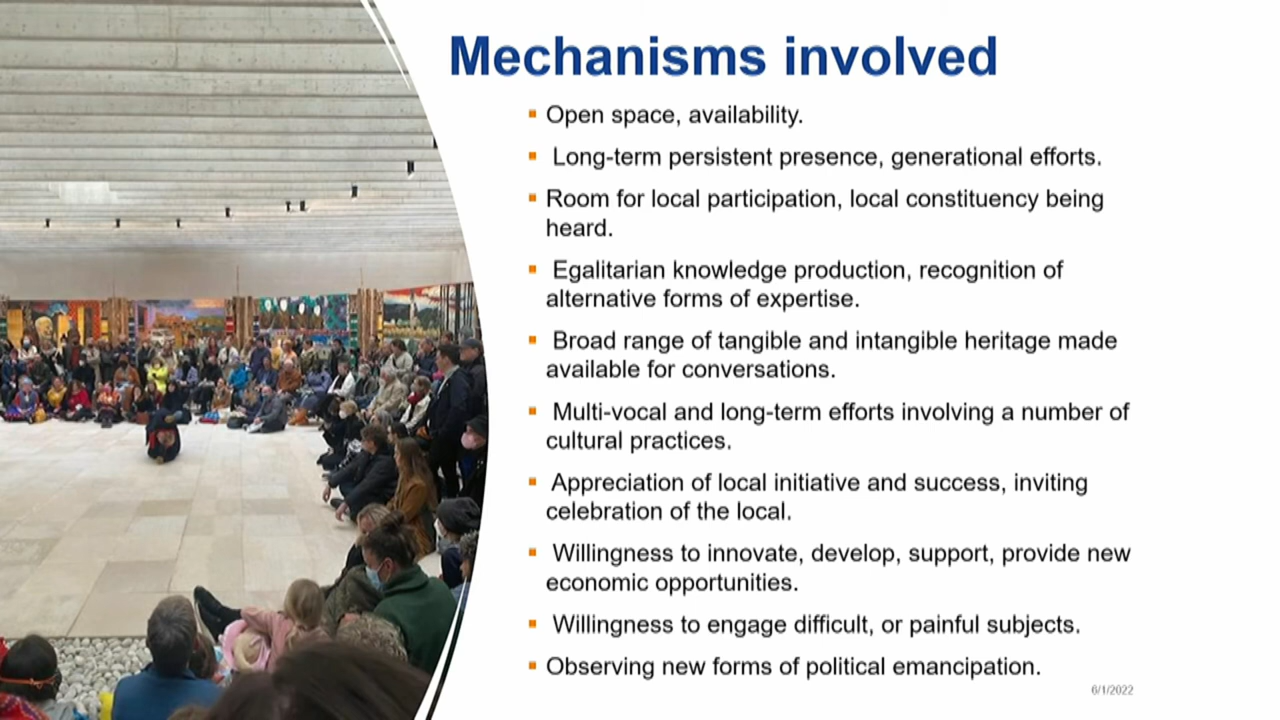 Mechanisms involved
▪ Open space, availability.
▪ Long-term persistent presence, generational efforts.
▪ Room for local participation, local constituency being
heard.
▪ Egalitarian knowledge production, recognition of
alternative forms of expertise.
▪ Broad range of tangible and intangible heritage made
available for conversations.
▪ Multi-vocal and long-term efforts involving a number of
cultural practices.
▪ Appreciation of local initiative and success, inviting
celebration of the local.
▪ Willingness to innovate, develop, support, provide new
economic opportunities.
▪ Willingness to engage difficult, or painful subjects.
▪ Observing new forms of political emancipation.
6/1/2022